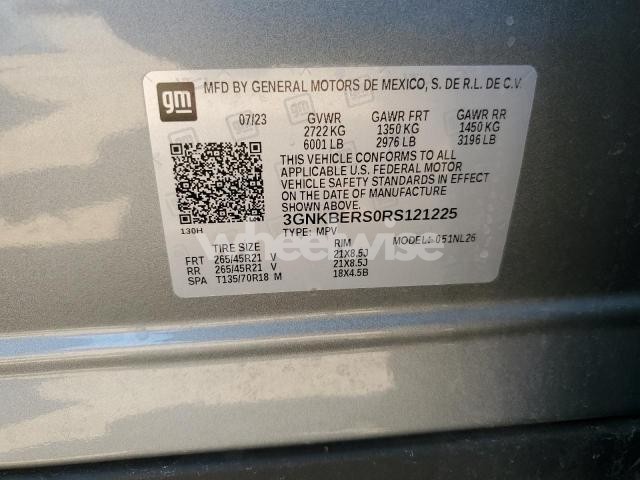 gm
MFD BY GENERAL MOTORS DE MEXICO, S. DE R.L. DE C.V.
07/23 GVWR GAWR FRT GAWR RR
2722 KG 1350 KG 1450 KG
6001 LB 2976 LB 3196 LB
THIS VEHICLE CONFORMS TO ALL
APPLICABLE U.S. FEDERAL MOTOR
VEHICLE SAFETY STANDARDS IN EFFECT
ON THE DATE OF MANUFACTURE
SHOWN ABOVE.
130H
3GNKBERS0RS121225
TYPE: MPV MODEL: 051NL26
wheelwise
TIRE SIZE RIM
FRT 265/45R21 V 21X8.5J
RR 265/45R21 V 21X8.5J
SPA T135/70R18 M 18X4.5B